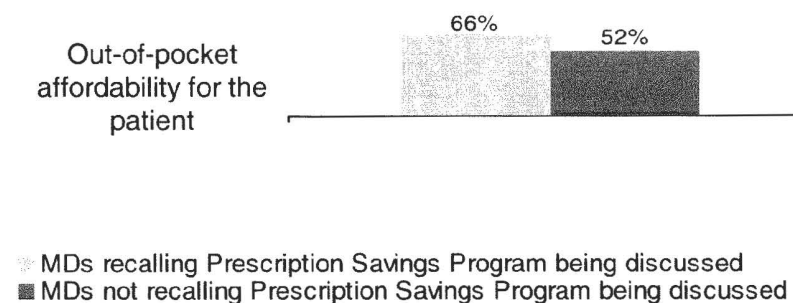 66%
52%
Out-of-pocket
affordability for the
patient
MDs recalling Prescription Savings Program being discussed
MDs not recalling Prescription Savings Program being discussed